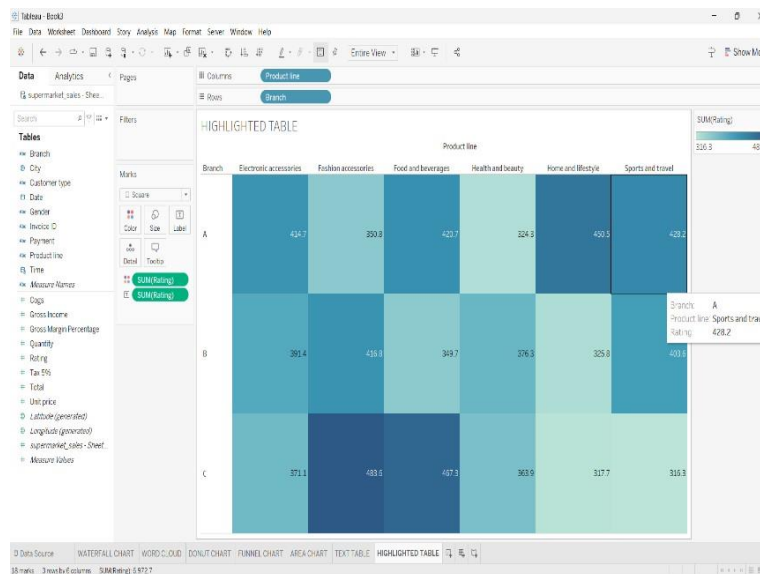 Tableau - Book3
File Data Worksheet Dashboard Story Analysis Map Format Server Window Help
Entire View
Show Me
Data Analytics
supermarket_sales - Shee...
Search
Tables
Branch
City
Customer type
Date
Gender
Invoice ID
Payment
Product line
Time
Measure Names
Cogs
Gross Income
Gross Margin Percentage
Quantity
Rating
Tax 5%
Total
Unit price
Latitude (generated)
Longitude (generated)
supermarket_sales - Sheet...
Measure Values
Pages
Filters
Marks
Square
Color Size Label
Detail Tooltip
SUM(Rating)
SUM(Rating)
Columns Product line
Rows Branch
HIGHLIGHTED TABLE
Product line
Branch Electronic accessories Fashion accessories Food and beverages Health and beauty Home and lifestyle Sports and travel
A 414.7 350.8 420.7 324.3 450.5 428.2
B 391.4 416.8 349.7 376.3 325.8 403.6
C 371.1 483.6 467.3 363.9 317.7 316.3
Branch: A
Product line: Sports and trav
Rating: 428.2
SUM(Rating)
316.3 48
Data Source WATERFALL CHART WORD CLOUD DONUT CHART FUNNEL CHART AREA CHART TEXT TABLE HIGHLIGHTED TABLE
18 marks 3 rows by 6 columns SUM(Rating): 6,972.7